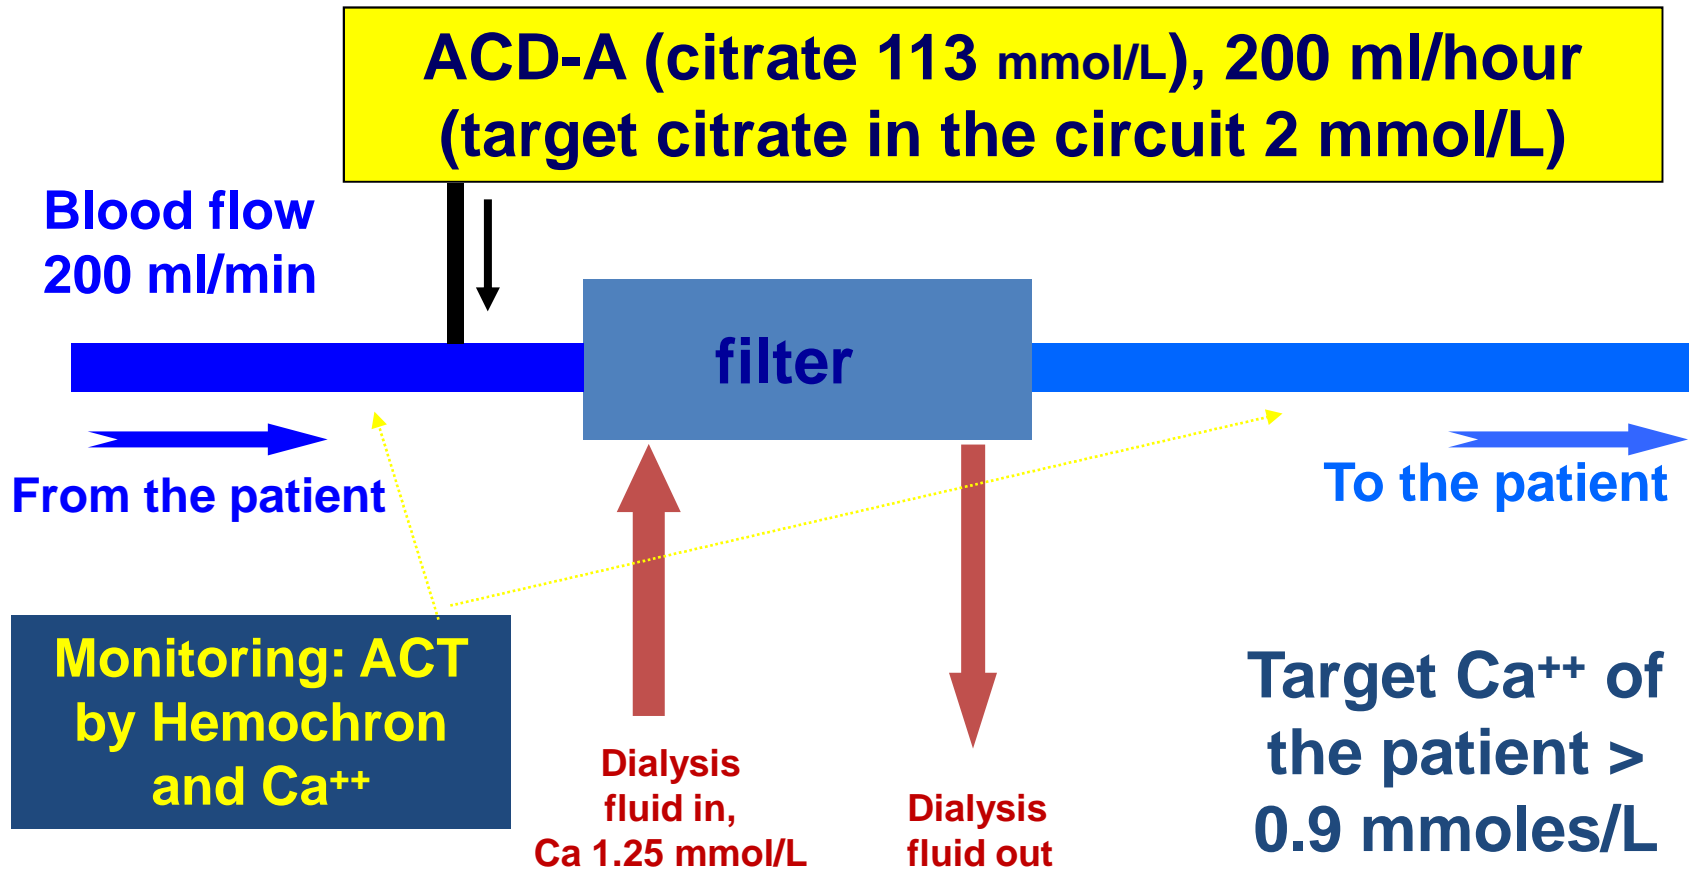 ACD-A (citrate 113 mmol/L), 200 ml/hour
(target citrate in the circuit 2 mmol/L)
Blood flow
200 ml/min
filter
From the patient
To the patient
Monitoring: ACT
by Hemochron
and Ca⁺⁺
Dialysis
fluid in,
Ca 1.25 mmol/L
Dialysis
fluid out
Target Ca⁺⁺ of
the patient >
0.9 mmoles/L